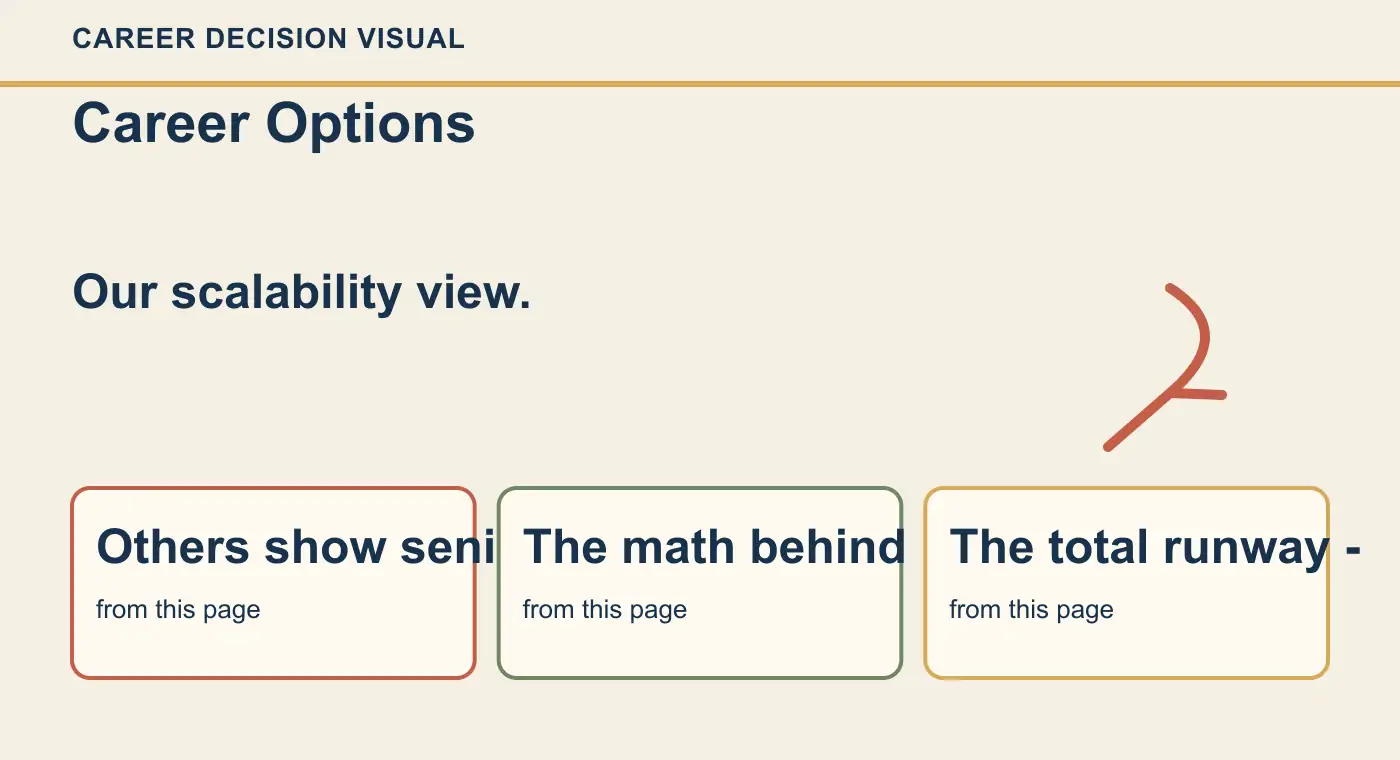 CAREER DECISION VISUAL
Career Options
Our scalability view.
Others show seni
The math behind
The total runway -
from this page
from this page
from this page